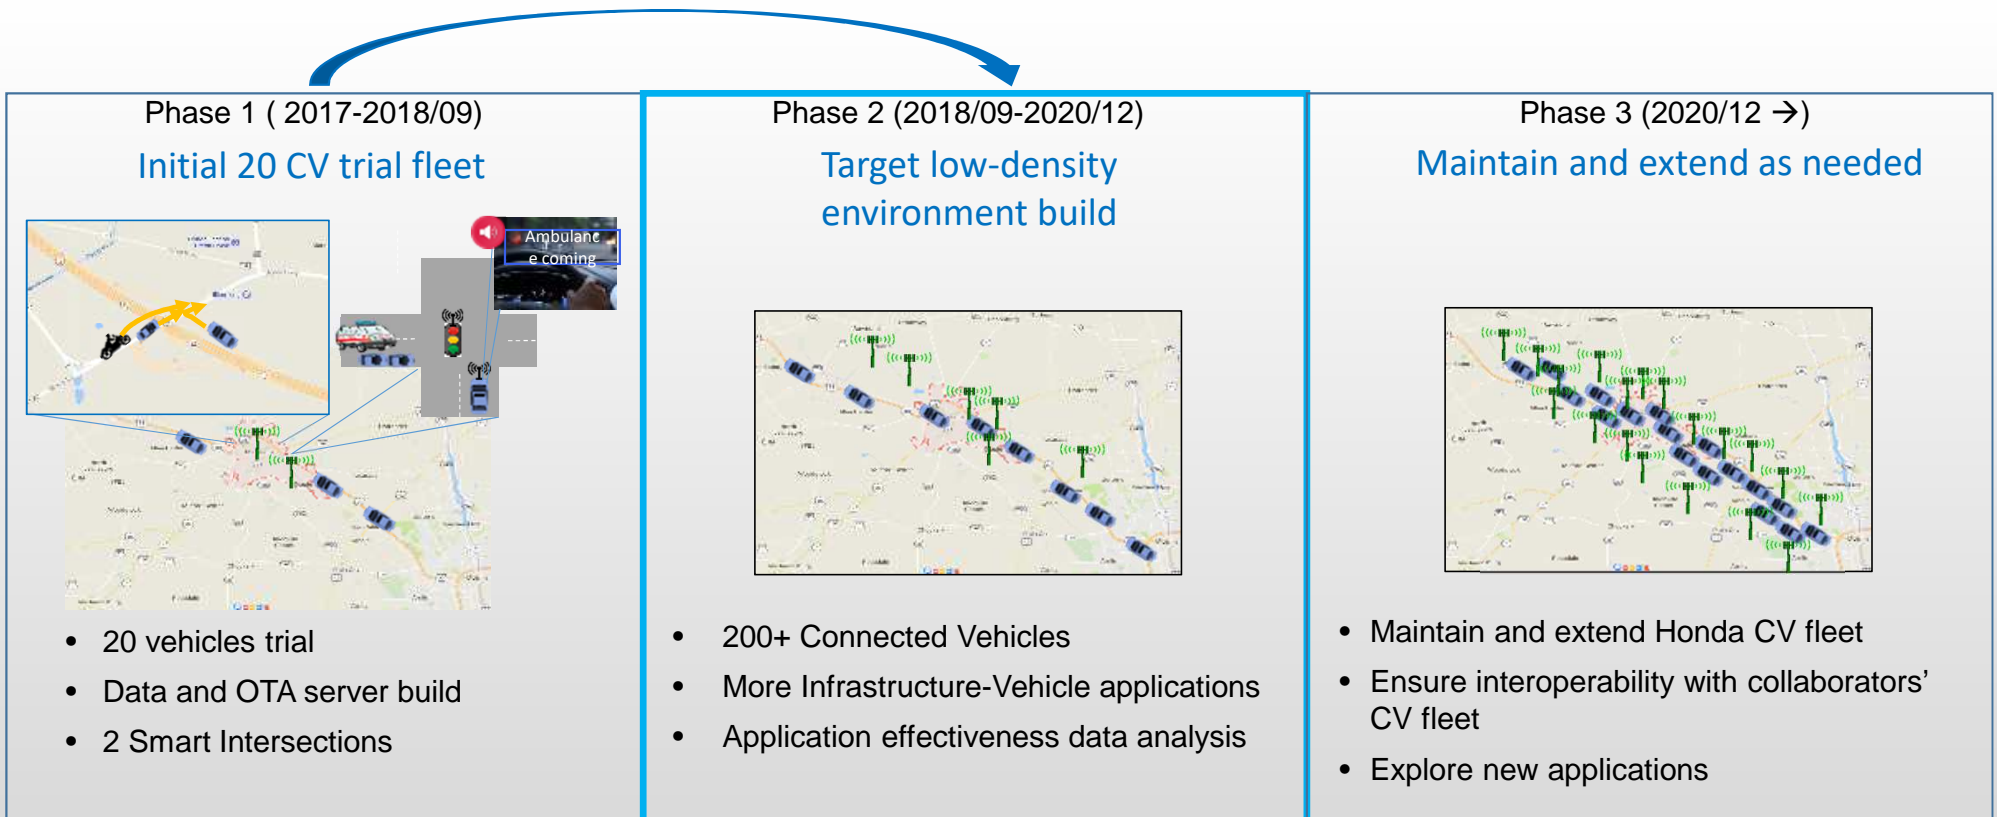 Phase 1 ( 2017-2018/09)
Initial 20 CV trial fleet
Ambulanc
e coming
• 20 vehicles trial
• Data and OTA server build
• 2 Smart Intersections
Phase 2 (2018/09-2020/12)
Target low-density
environment build
• 200+ Connected Vehicles
• More Infrastructure-Vehicle applications
• Application effectiveness data analysis
Phase 3 (2020/12 →)
Maintain and extend as needed
• Maintain and extend Honda CV fleet
• Ensure interoperability with collaborators’
CV fleet
• Explore new applications